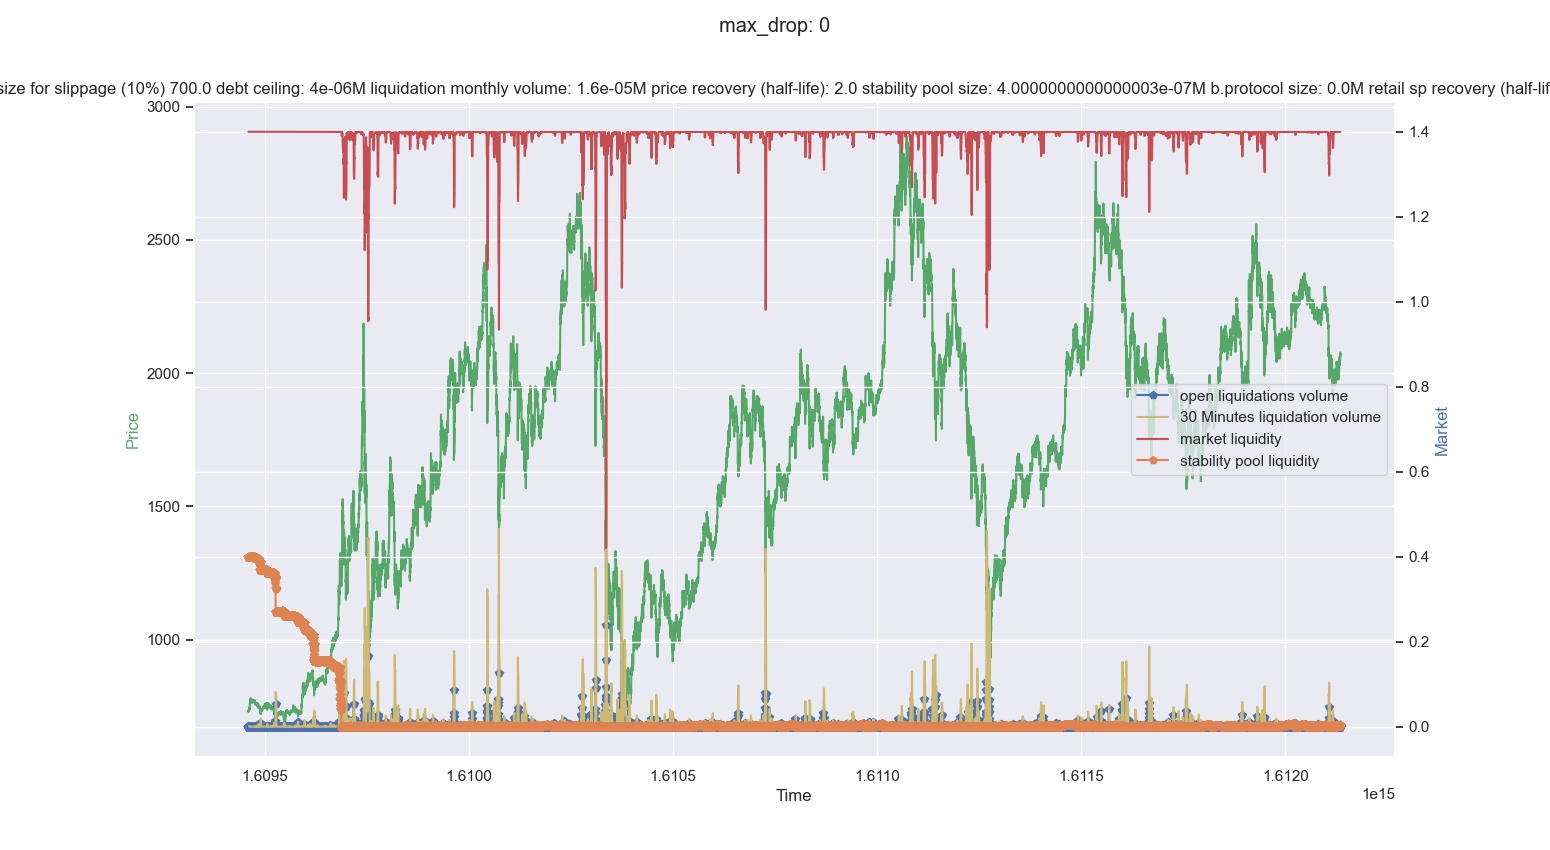 max_drop: 0
size for slippage (10%) 700.0 debt ceiling: 4e-06M liquidation monthly volume: 1.6e-05M price recovery (half-life): 2.0 stability pool size: 4.0000000000000003e-07M b.protocol size: 0.0M retail sp recovery (half-lif
3000
2500
2000
1500
1000
Price
1.4
1.2
1.0
0.8
0.6
0.4
0.2
0.0
Market
open liquidations volume
30 Minutes liquidation volume
market liquidity
stability pool liquidity
1.6095
1.6100
1.6105
1.6110
1.6115
1.6120
Time
1e15